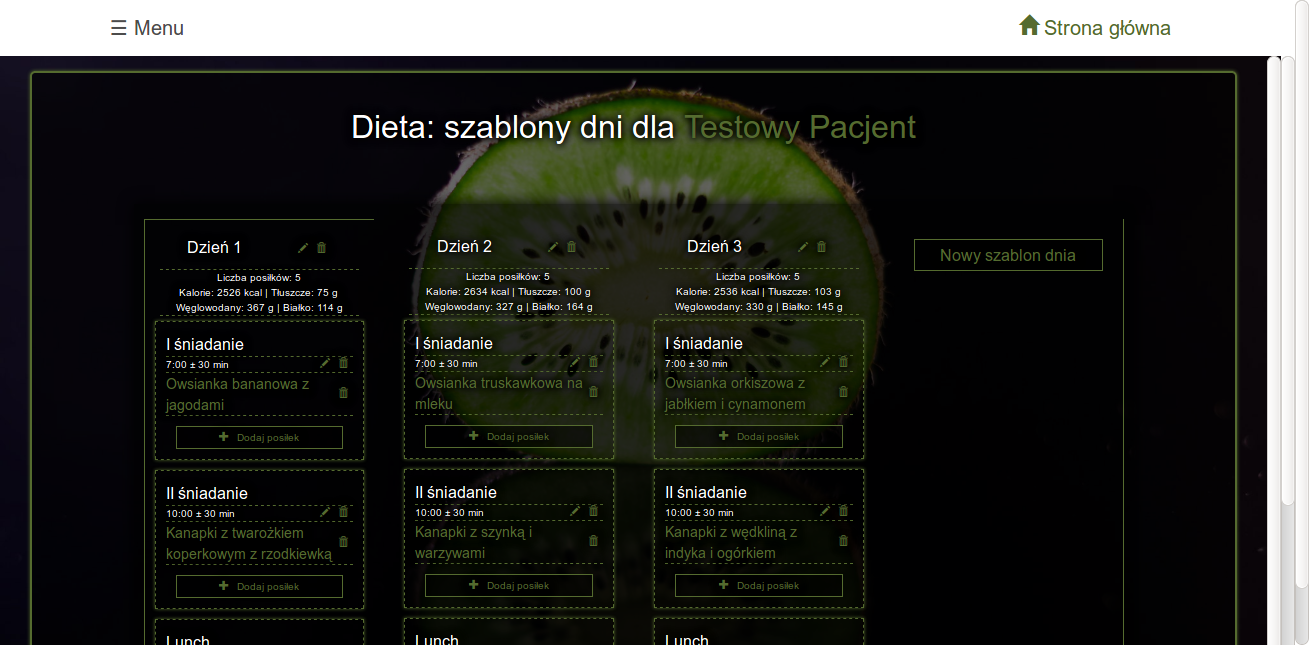 ☰ Menu
Strona główna
Dieta: szablony dni dla Testowy Pacjent
Dzień 1
Liczba posiłków: 5
Kalorie: 2526 kcal | Tłuszcze: 75 g
Węglowodany: 367 g | Białko: 114 g
I śniadanie
7:00 ± 30 min
Owsianka bananowa z
jagodami
Dodaj posiłek
II śniadanie
10:00 ± 30 min
Kanapki z twarożkiem
koperkowym z rzodkiewką
Dodaj posiłek
Lunch
Dzień 2
Liczba posiłków: 5
Kalorie: 2634 kcal | Tłuszcze: 100 g
Węglowodany: 327 g | Białko: 164 g
I śniadanie
7:00 ± 30 min
Owsianka truskawkowa na
mleku
Dodaj posiłek
II śniadanie
10:00 ± 30 min
Kanapki z szynką i
warzywami
Dodaj posiłek
Lunch
Dzień 3
Liczba posiłków: 5
Kalorie: 2536 kcal | Tłuszcze: 103 g
Węglowodany: 330 g | Białko: 145 g
I śniadanie
7:00 ± 30 min
Owsianka orkiszowa z
jabłkiem i cynamonem
Dodaj posiłek
II śniadanie
10:00 ± 30 min
Kanapki z wędkliną z
indyka i ogórkiem
Dodaj posiłek
Lunch
Nowy szablon dnia